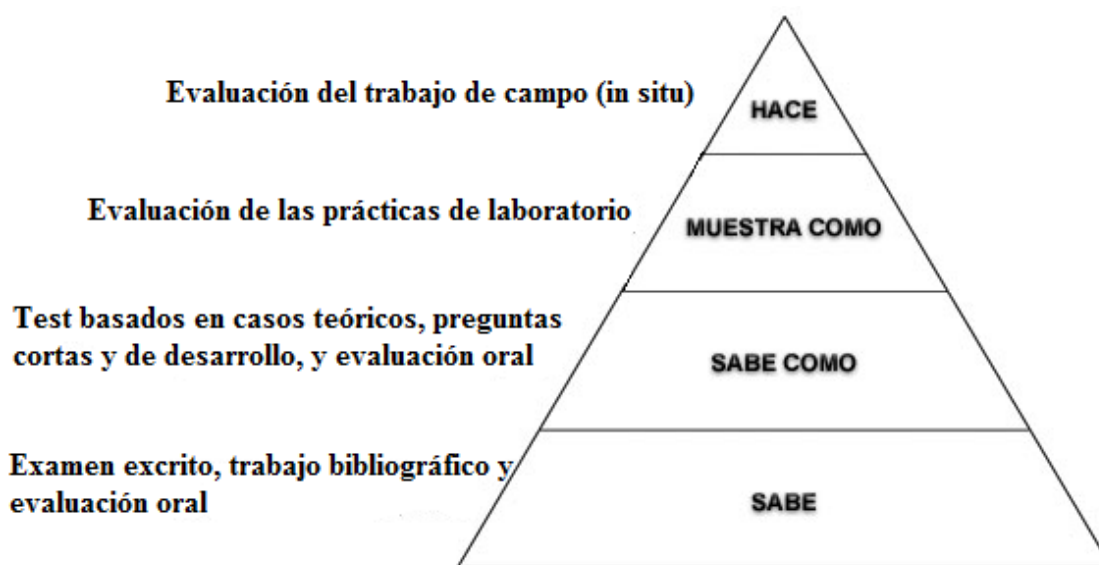 Evaluación del trabajo de campo (in situ)
HACE
Evaluación de las prácticas de laboratorio
MUESTRA COMO
Test basados en casos teóricos, preguntas
cortas y de desarrollo, y evaluación oral
SABE COMO
Examen excrito, trabajo bibliográfico y
evaluación oral
SABE